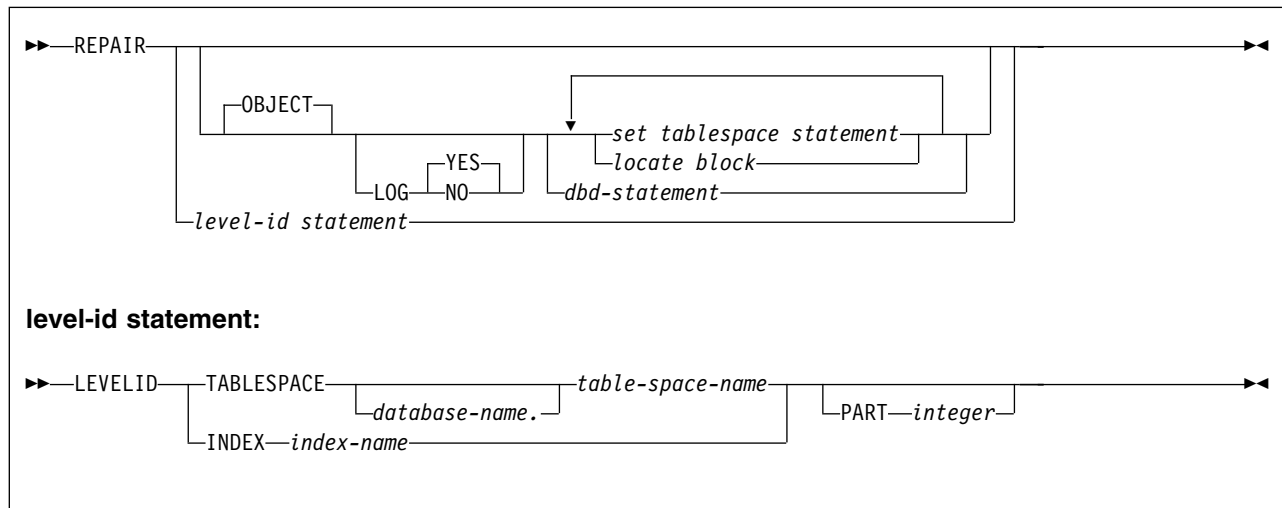 REPAIR
OBJECT
set tablespace statement
YES
locate block
LOG NO
dbd-statement
level-id statement
level-id statement:
LEVELID TABLESPACE table-space-name
database-name. PART integer
INDEX index-name